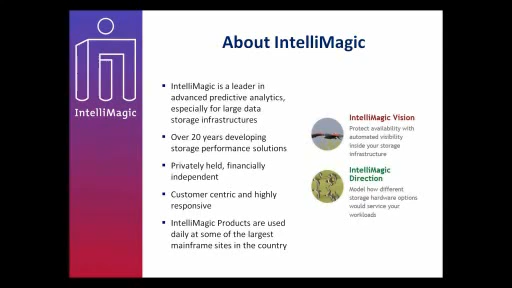 IntelliMagic
About IntelliMagic
IntelliMagic is a leader in
advanced predictive analytics,
especially for large data
storage infrastructures
Over 20 years developing
storage performance solutions
Privately held, financially
independent
Customer centric and highly
responsive
IntelliMagic Products are used
daily at some of the largest
mainframe sites in the country
IntelliMagic Vision
Protect availability with
automated visibility
inside your storage
infrastructure
IntelliMagic
Direction
Model how different
storage hardware options
would service your
workloads